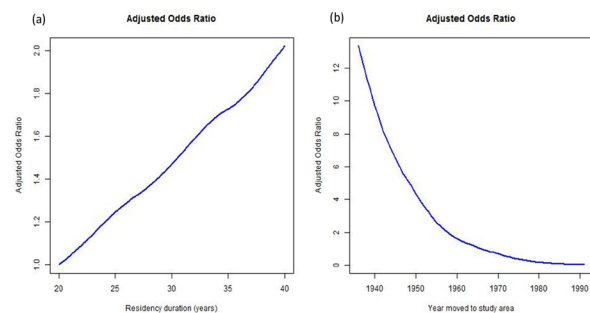 (a)
Adjusted Odds Ratio
Adjusted Odds Ratio
2.0
1.8
1.6
1.4
1.2
1.0
20 25 30 35 40
Residency duration (years)
(b)
Adjusted Odds Ratio
Adjusted Odds Ratio
12
10
8
6
4
2
0
1940 1950 1960 1970 1980 1990
Year moved to study area